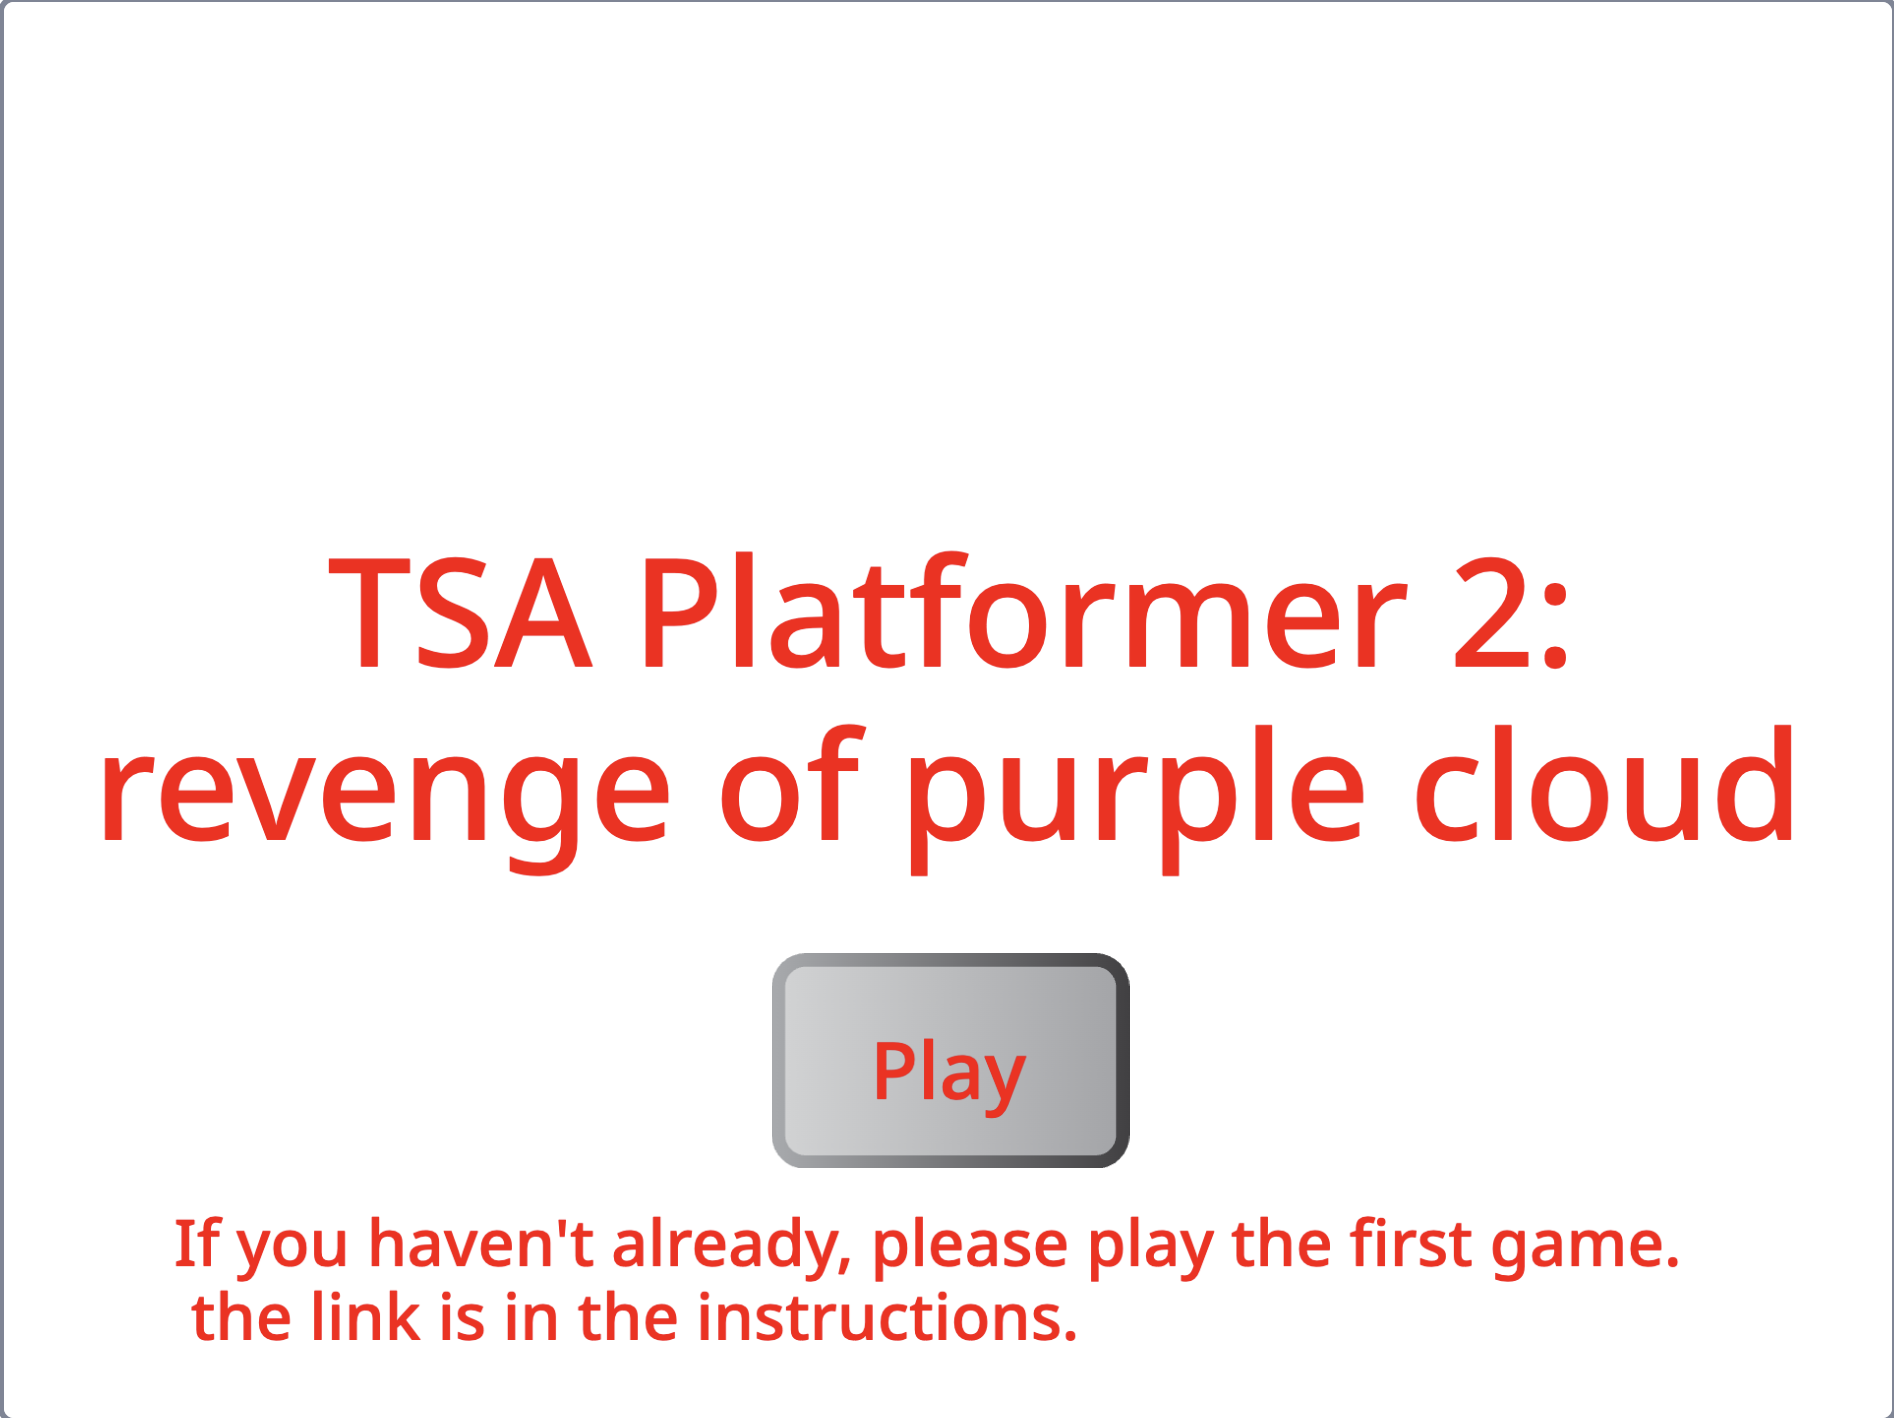 TSA Platformer 2:
revenge of purple cloud
Play
If you haven't already, please play the first game.
the link is in the instructions.